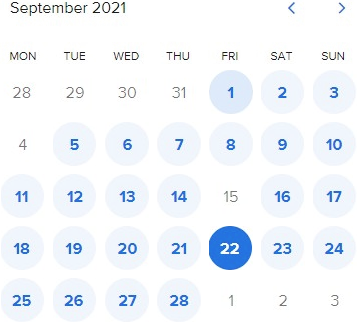 September 2021
MON TUE WED THU FRI SAT SUN
28 29 30 31 1 2 3
4 5 6 7 8 9 10
11 12 13 14 15 16 17
18 19 20 21 22 23 24
25 26 27 28 1 2 3